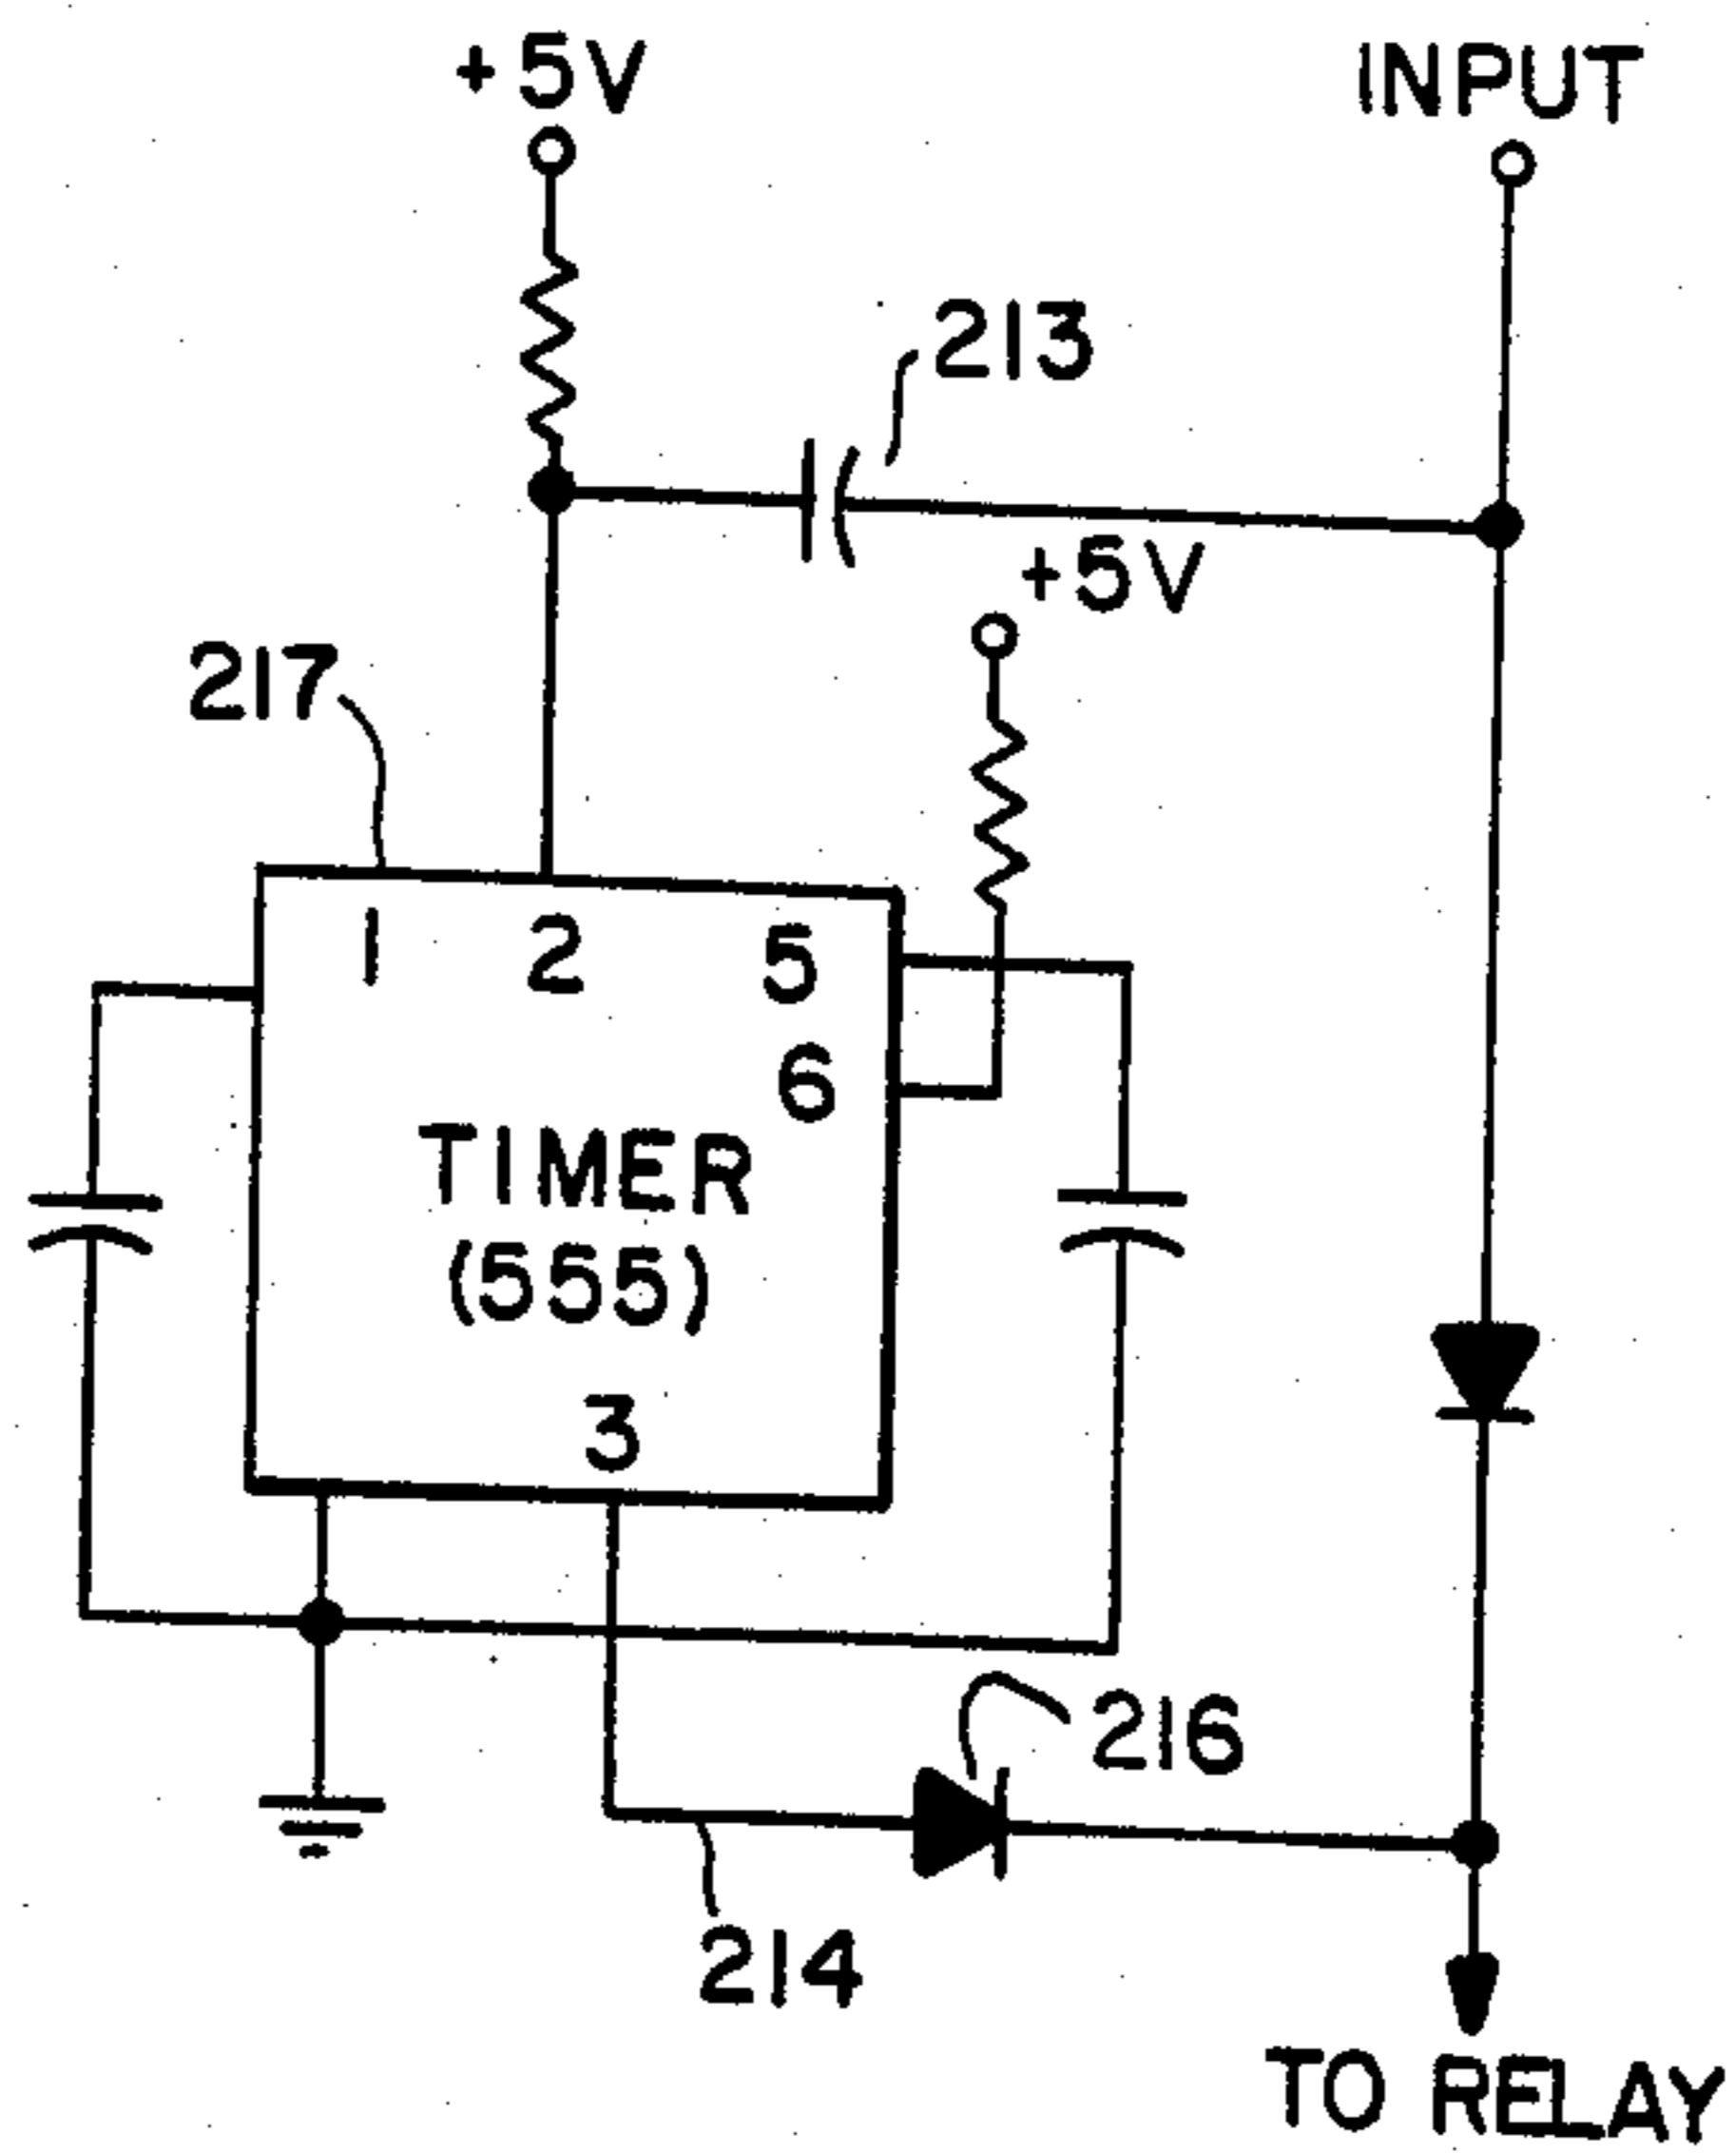 +5V
INPUT
213
+5V
217
1 2 5
6
TIMER
(555)
3
216
214
TO RELAY